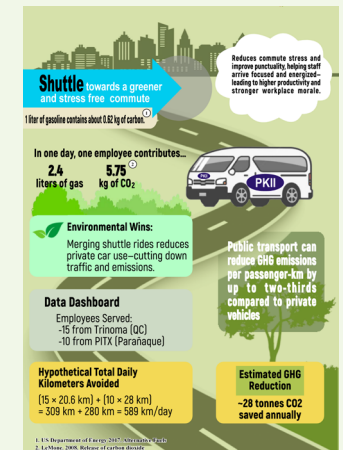 Reduces commute stress and
improve punctuality, helping staff
arrive focused and energized—
leading to higher productivity and
stronger workplace morale.
Shuttle towards a greener
and stress free commute
1 liter of gasoline contains about 0.62 kg of carbon ①
In one day, one employee contributes...
2.4 5.75 ②
liters of gas kg of CO₂
PKII
PKII
Environmental Wins:
Merging shuttle rides reduces
private car use—cutting down
traffic and emissions.
Public transport can
reduce GHG emissions
per passenger-km by
up to two-thirds
compared to private
vehicles
Data Dashboard
Employees Served:
-15 from Trinoma (QC)
-10 from PITX (Parañaque)
Hypothetical Total Daily
Kilometers Avoided
(15 × 20.6 km) + (10 × 28 km)
= 309 km + 280 km = 589 km/day
Estimated GHG
Reduction
~28 tonnes CO2
saved annually
1. US Department of Energy 2017. Alternative Fuels
2. LeMone. 2008. Release of carbon dioxide